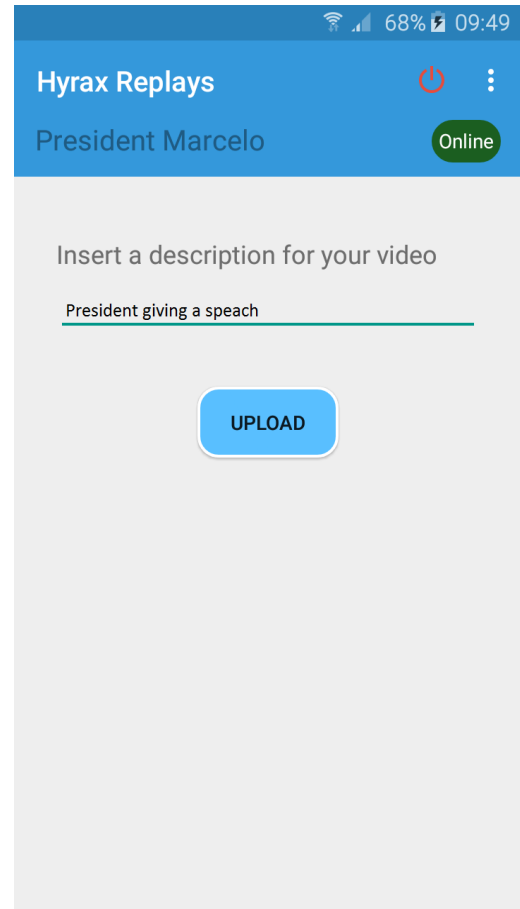 68% 09:49
Hyrax Replays
President Marcelo
Online
Insert a description for your video
President giving a speach
UPLOAD